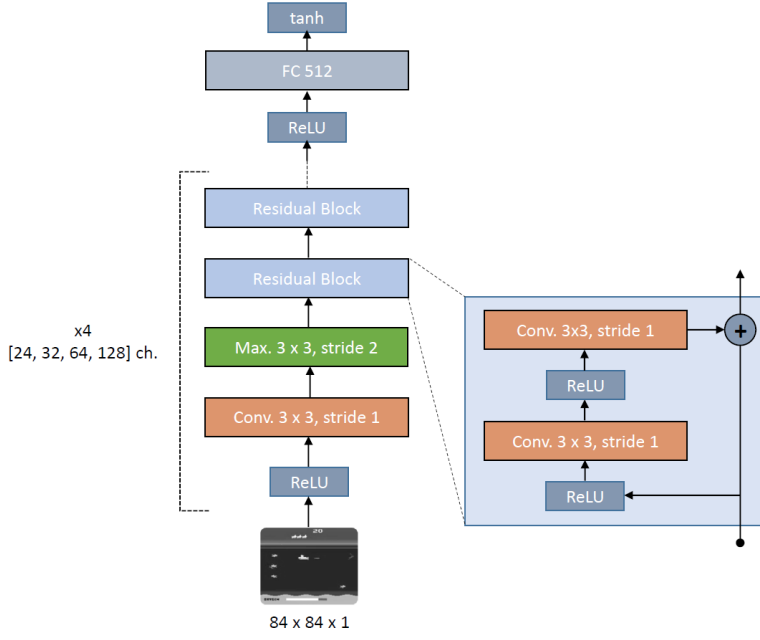 tanh
FC 512
ReLU
Residual Block
Residual Block
x4
[24, 32, 64, 128] ch.
Max. 3 x 3, stride 2
Conv. 3 x 3, stride 1
ReLU
20
84 x 84 x 1
Conv. 3x3, stride 1
+
ReLU
Conv. 3 x 3, stride 1
ReLU